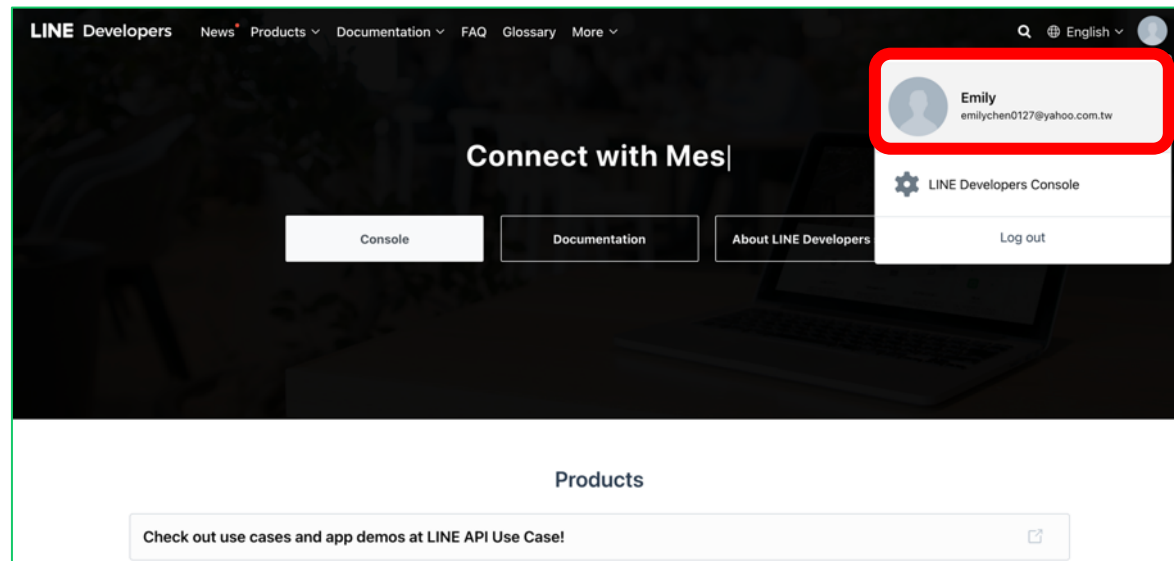 LINE Developers News Products Documentation FAQ Glossary More English
Emily
emilychen0127@yahoo.com.tw
Connect with Mes|
LINE Developers Console
Console Documentation About LINE Developers Log out
Products
Check out use cases and app demos at LINE API Use Case!